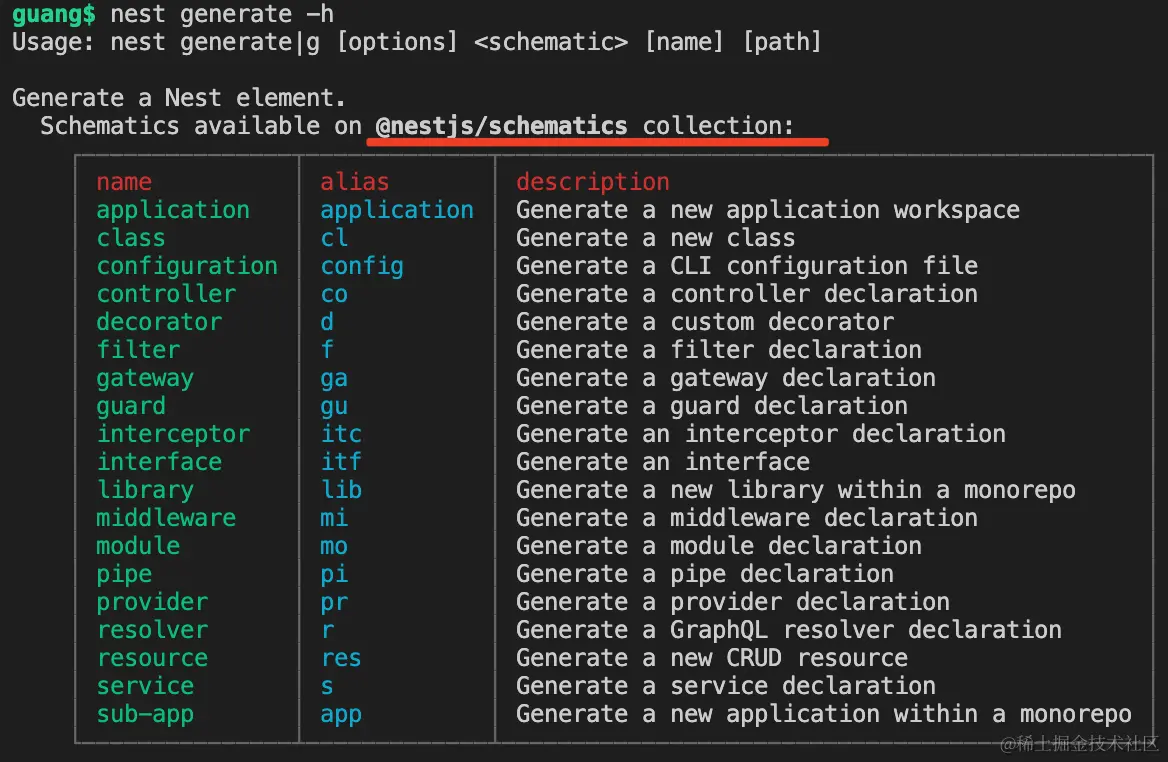 guang$ nest generate -h
Usage: nest generate|g [options] <schematic> [name] [path]
Generate a Nest element.
Schematics available on @nestjs/schematics collection:
name alias description
application application Generate a new application workspace
class cl Generate a new class
configuration config Generate a CLI configuration file
controller co Generate a controller declaration
decorator d Generate a custom decorator
filter f Generate a filter declaration
gateway ga Generate a gateway declaration
guard gu Generate a guard declaration
interceptor itc Generate an interceptor declaration
interface itf Generate an interface
library lib Generate a new library within a monorepo
middleware mi Generate a middleware declaration
module mo Generate a module declaration
pipe pi Generate a pipe declaration
provider pr Generate a provider declaration
resolver r Generate a GraphQL resolver declaration
resource res Generate a new CRUD resource
service s Generate a service declaration
sub-app app Generate a new application within a monorepo
@稀土掘金技术社区